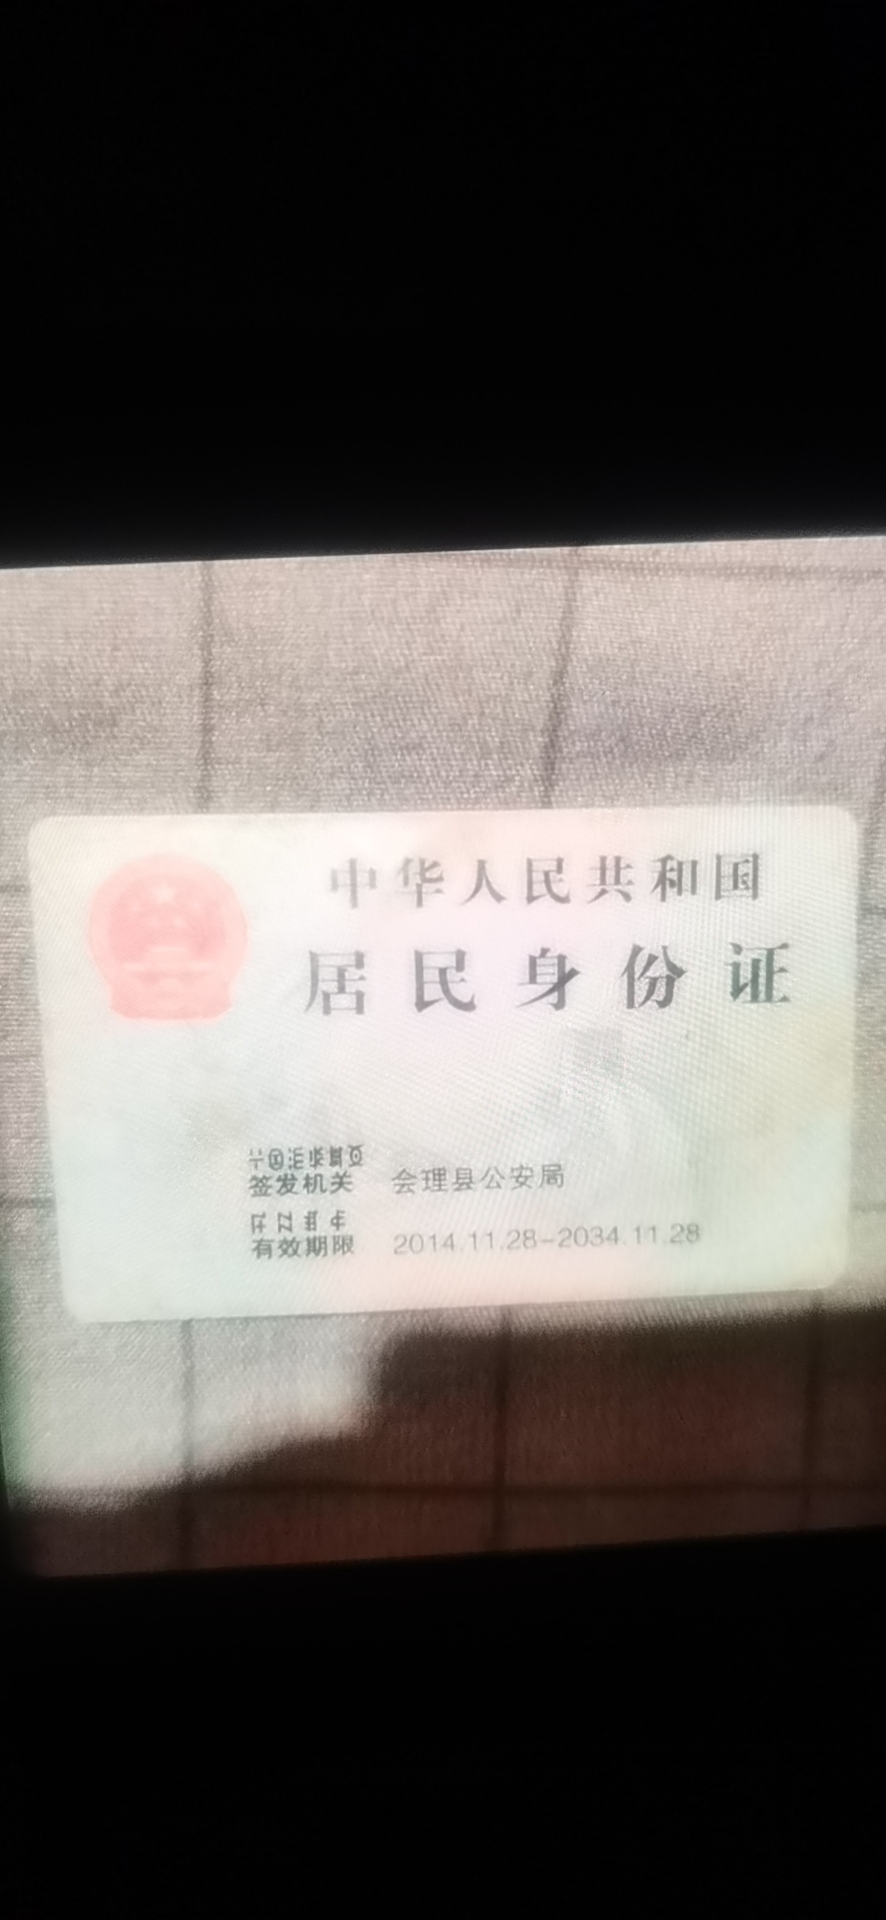 中华人民共和国
居民身份证
签发机关 会理县公安局
有效期限 2014.11.28-2034.11.28